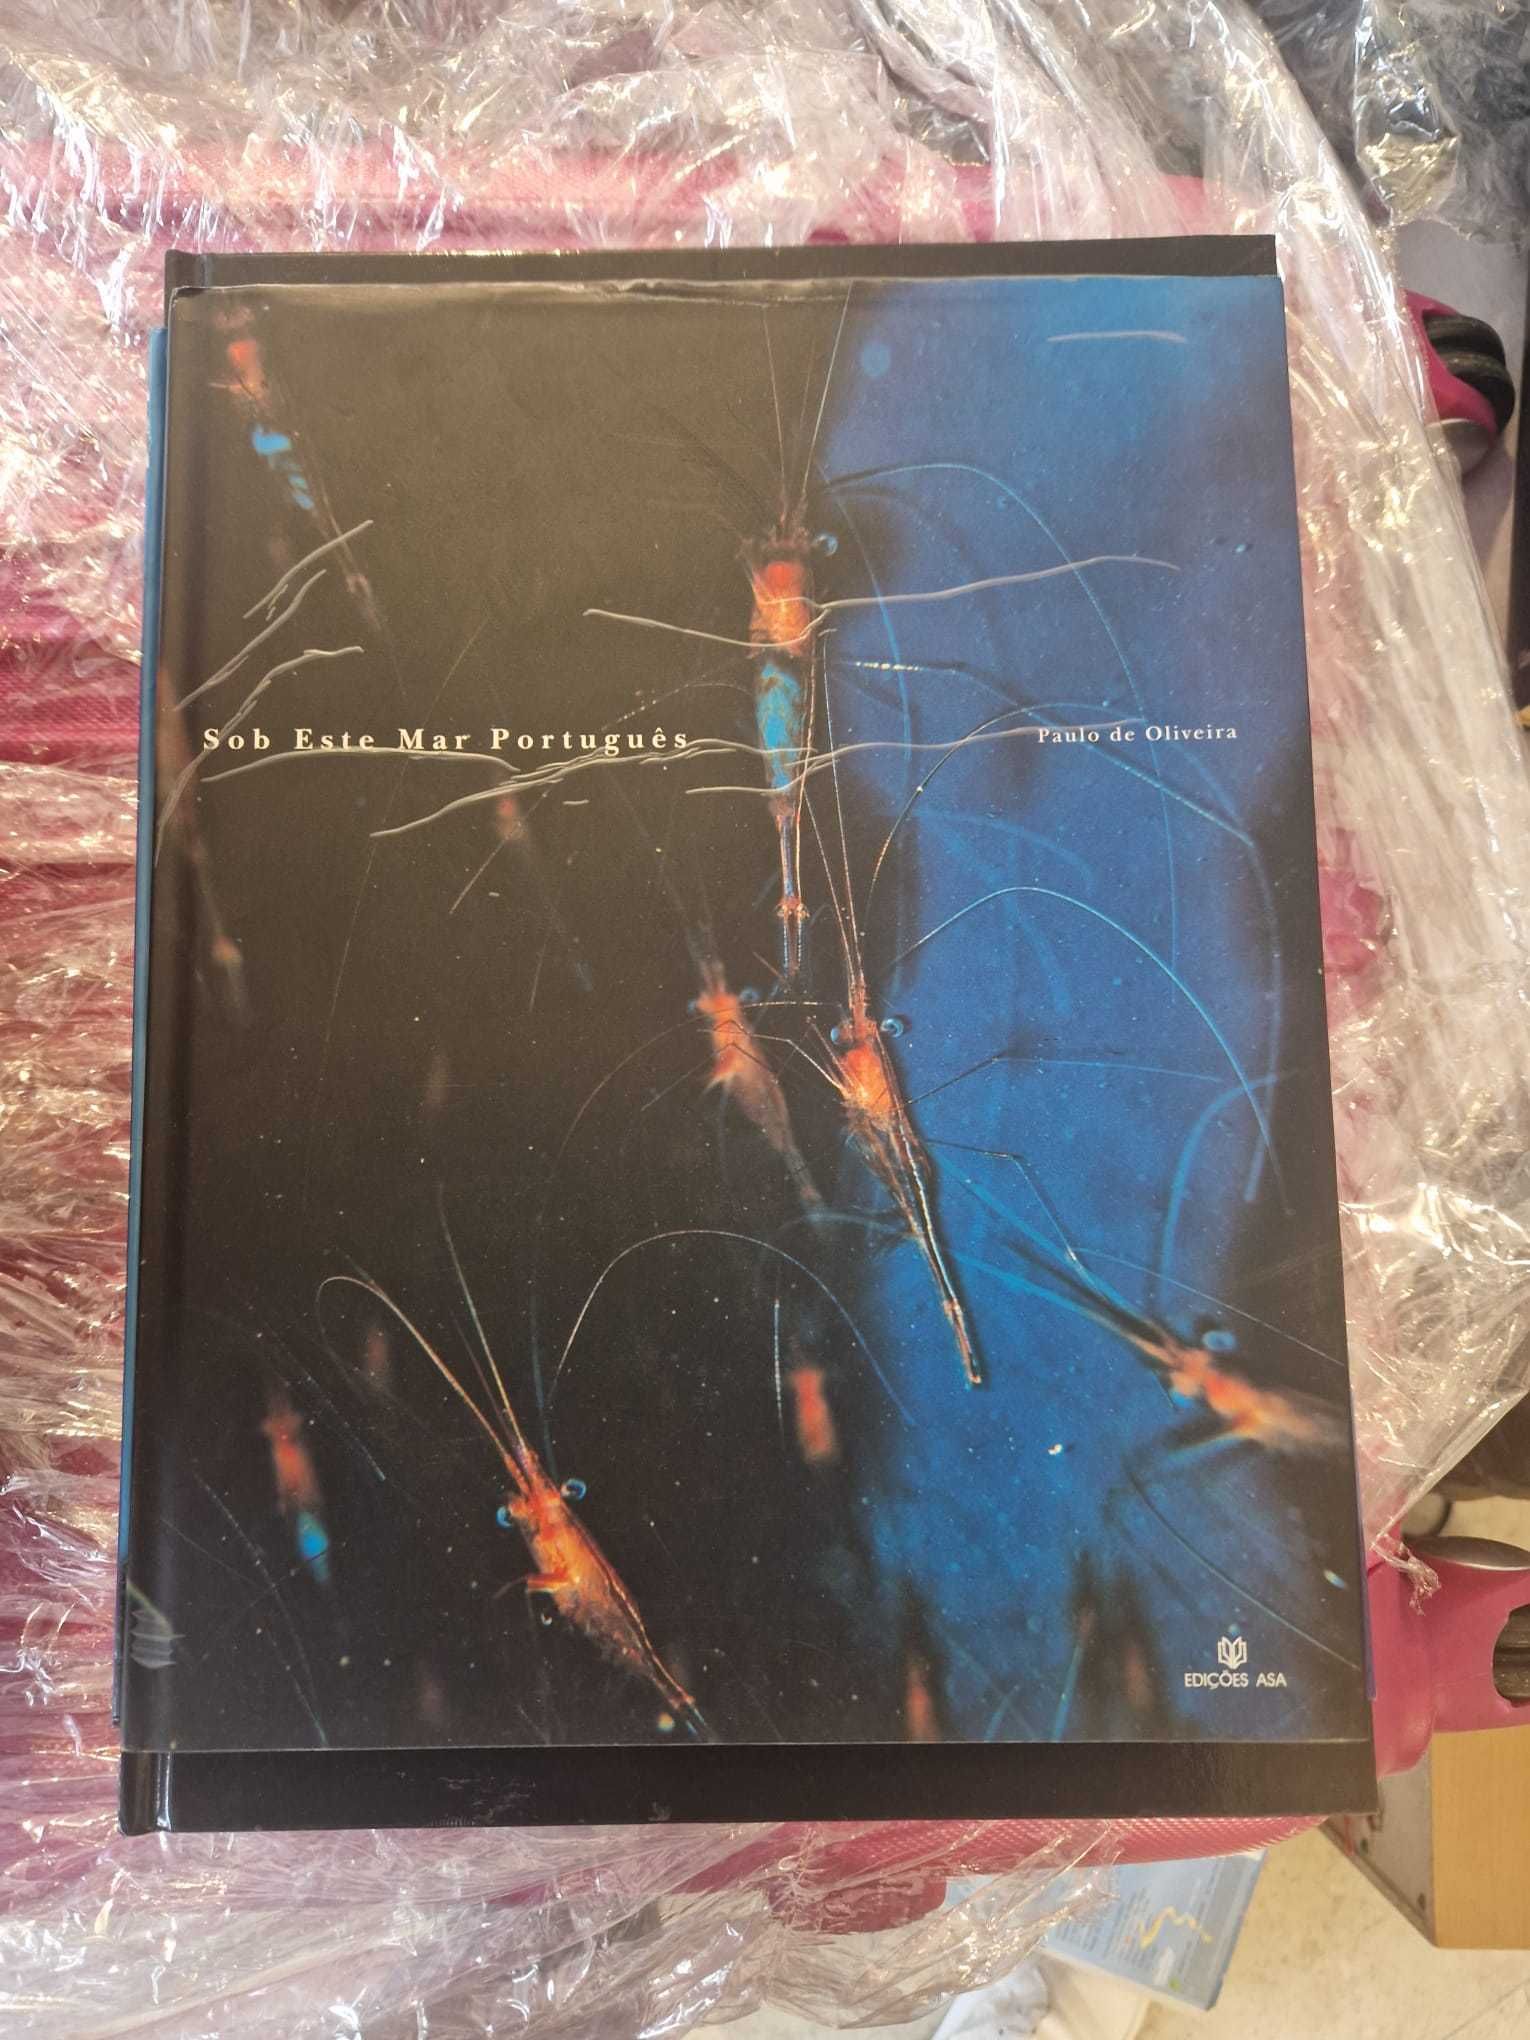 Sob Este Mar Português
Paulo de Oliveira
EDIÇÕES ASA